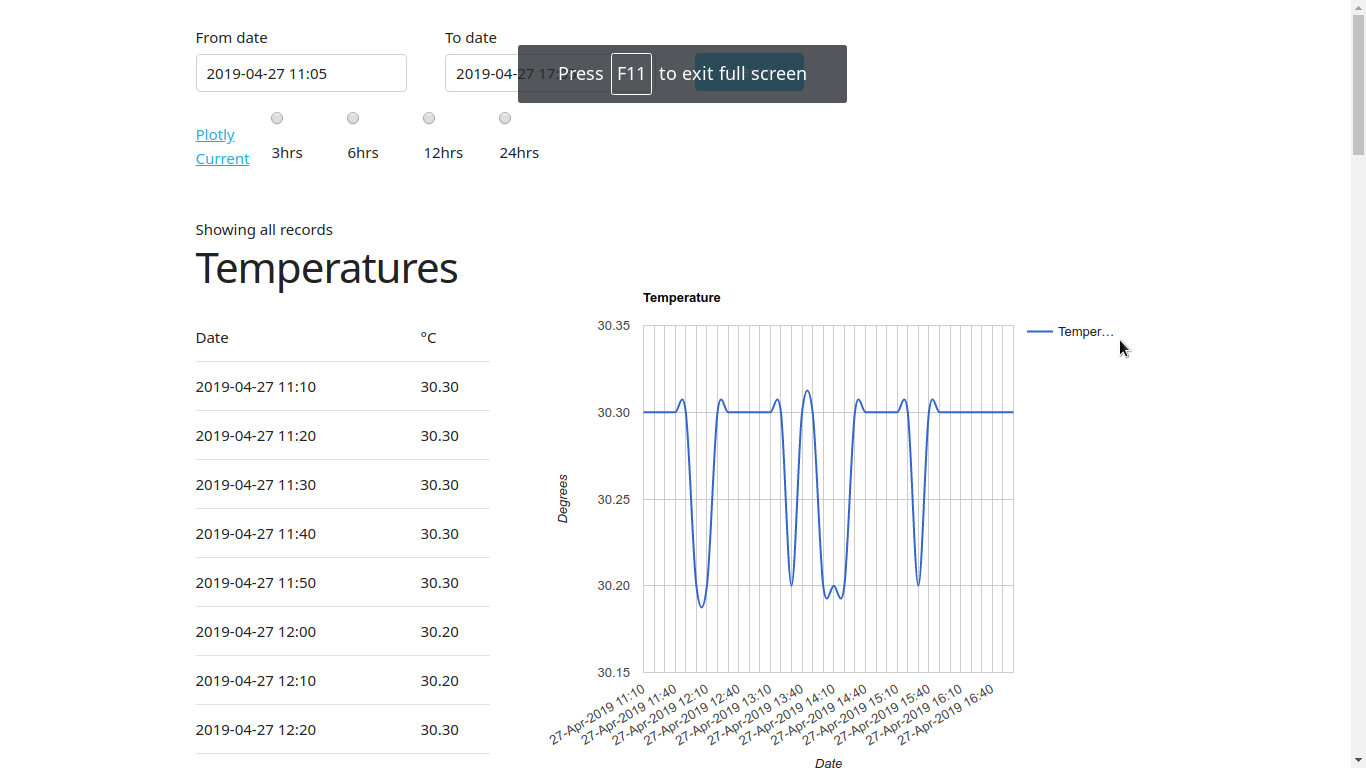 From date
To date
2019-04-27 11:05
2019-04-27 17:
Press F11 to exit full screen
Plotly
Current
3hrs
6hrs
12hrs
24hrs
Showing all records
Temperatures
Date °C
2019-04-27 11:10 30.30
2019-04-27 11:20 30.30
2019-04-27 11:30 30.30
2019-04-27 11:40 30.30
2019-04-27 11:50 30.30
2019-04-27 12:00 30.20
2019-04-27 12:10 30.20
2019-04-27 12:20 30.30
Temperature
Temper…
30.35
30.30
30.25
30.20
30.15
Degrees
27-Apr-2019 11:10
27-Apr-2019 11:40
27-Apr-2019 12:10
27-Apr-2019 12:40
27-Apr-2019 13:10
27-Apr-2019 13:40
27-Apr-2019 14:10
27-Apr-2019 14:40
27-Apr-2019 15:10
27-Apr-2019 15:40
27-Apr-2019 16:10
27-Apr-2019 16:40
Date